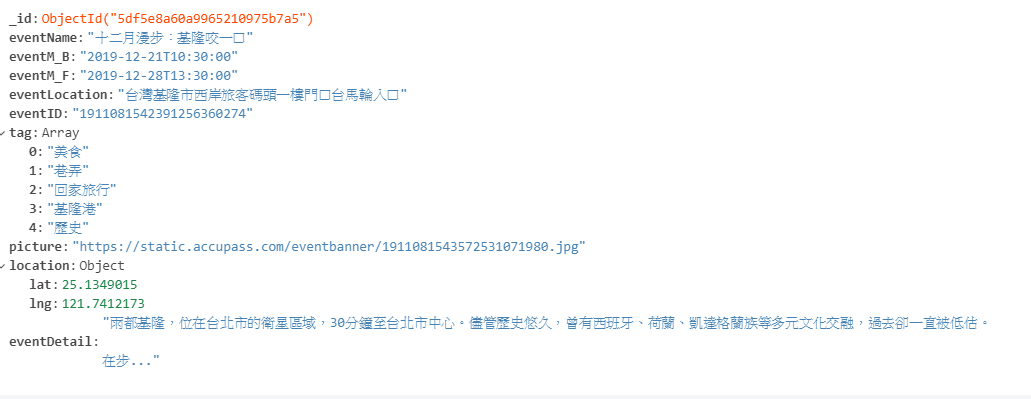 _id: ObjectId("5df5e8a60a9965210975b7a5")
eventName: "十二月漫步：基隆咬一口"
eventM_B: "2019-12-21T10:30:00"
eventM_F: "2019-12-28T13:30:00"
eventLocation: "台灣基隆市西岸旅客碼頭一樓門口台馬輪入口"
eventID: "1911081542391256360274"
tag: Array
0: "美食"
1: "巷弄"
2: "回家旅行"
3: "基隆港"
4: "歷史"
picture: "https://static.accupass.com/eventbanner/1911081543572531071980.jpg"
location: Object
lat: 25.1349015
lng: 121.7412173
"雨都基隆，位在台北市的衛星區域，30分鐘至台北市中心。儘管歷史悠久，曾有西班牙、荷蘭、凱達格蘭族等多元文化交融，過去卻一直被低估。
eventDetail:
在步..."